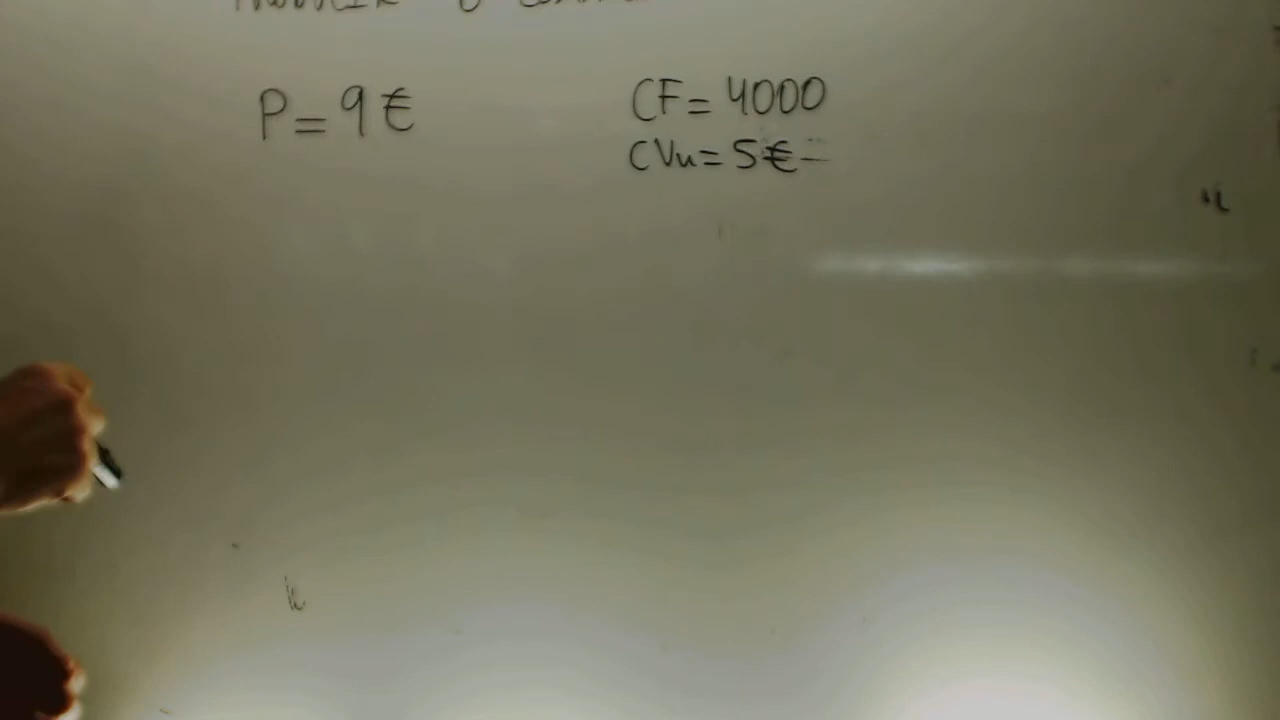 P = 9 €
CF = 4000
CVu = 5 €